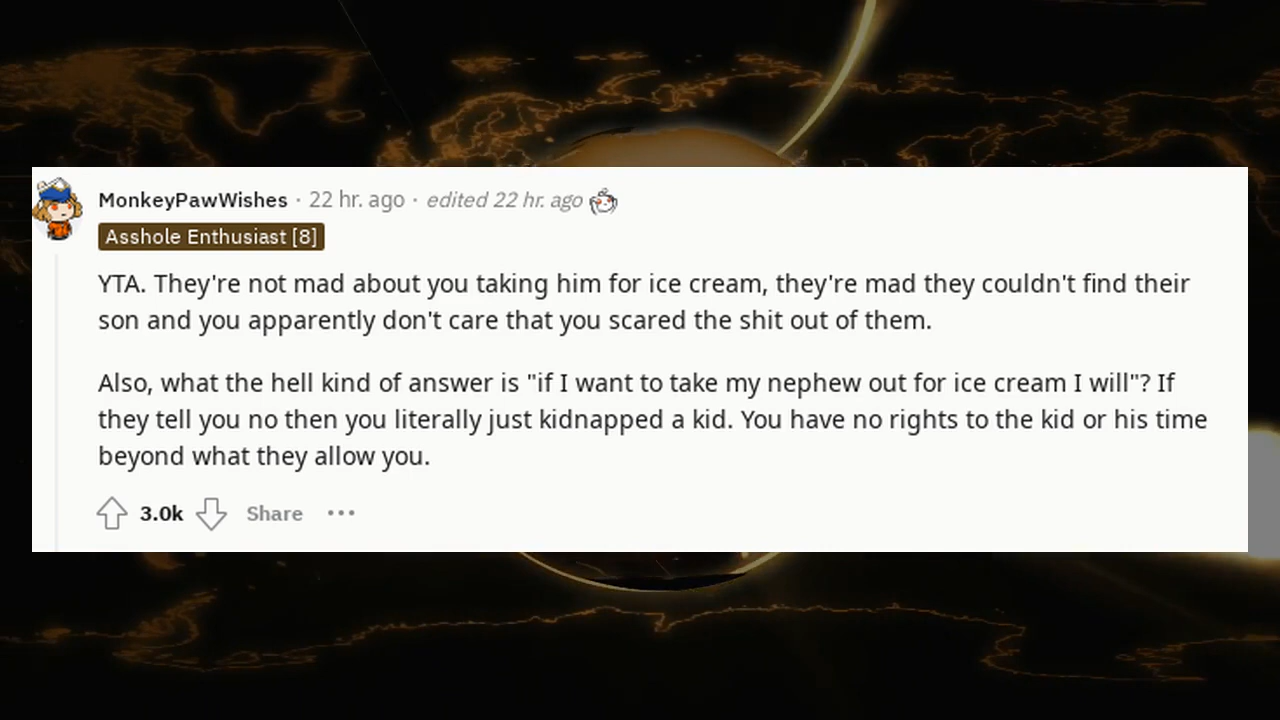 MonkeyPawWishes · 22 hr. ago · edited 22 hr. ago
Asshole Enthusiast [8]
YTA. They're not mad about you taking him for ice cream, they're mad they couldn't find their
son and you apparently don't care that you scared the shit out of them.
Also, what the hell kind of answer is "if I want to take my nephew out for ice cream I will"? If
they tell you no then you literally just kidnapped a kid. You have no rights to the kid or his time
beyond what they allow you.
3.0k Share ···